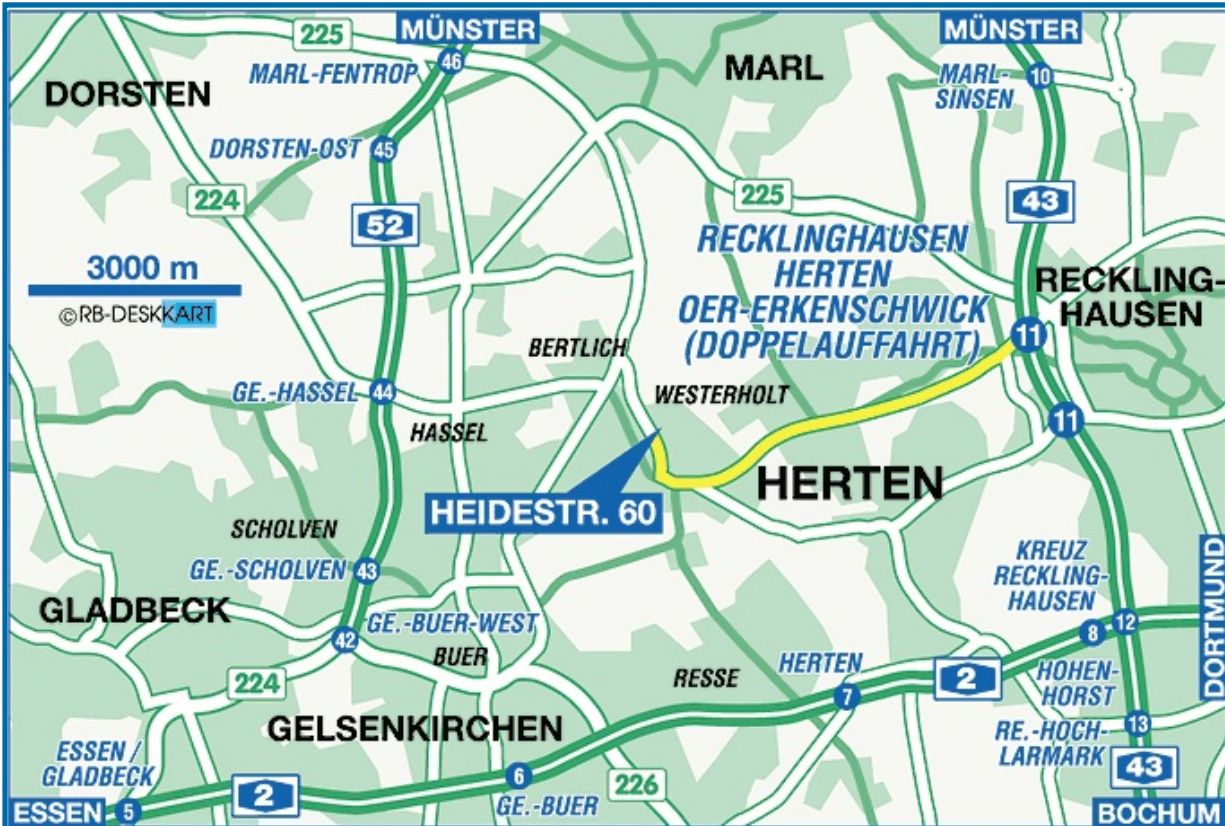 225
MÜNSTER
MÜNSTER
MARL-FENTROP
46
MARL
MARL-
SINSEN
10
DORSTEN
DORSTEN-OST
45
224
52
225
43
3000 m
©RB-DESKKART
RECKLINGHAUSEN
HERTEN
OER-ERKENSCHWICK
(DOPPELAUFFAHRT)
11
RECKLING-
HAUSEN
BERTLICH
WESTERHOLT
GE.-HASSEL
44
HASSEL
11
HERTEN
HEIDESTR. 60
SCHOLVEN
GE.-SCHOLVEN
43
KREUZ
RECKLING-
HAUSEN
DORTMUND
GLADBECK
42
GE.-BUER-WEST
BUER
8
12
224
RESSE
HERTEN
7
2
HOHEN-
HORST
GELSENKIRCHEN
RE.-HOCH-
LARMARK
13
ESSEN /
GLADBECK
6
GE.-BUER
226
43
ESSEN
5
2
BOCHUM